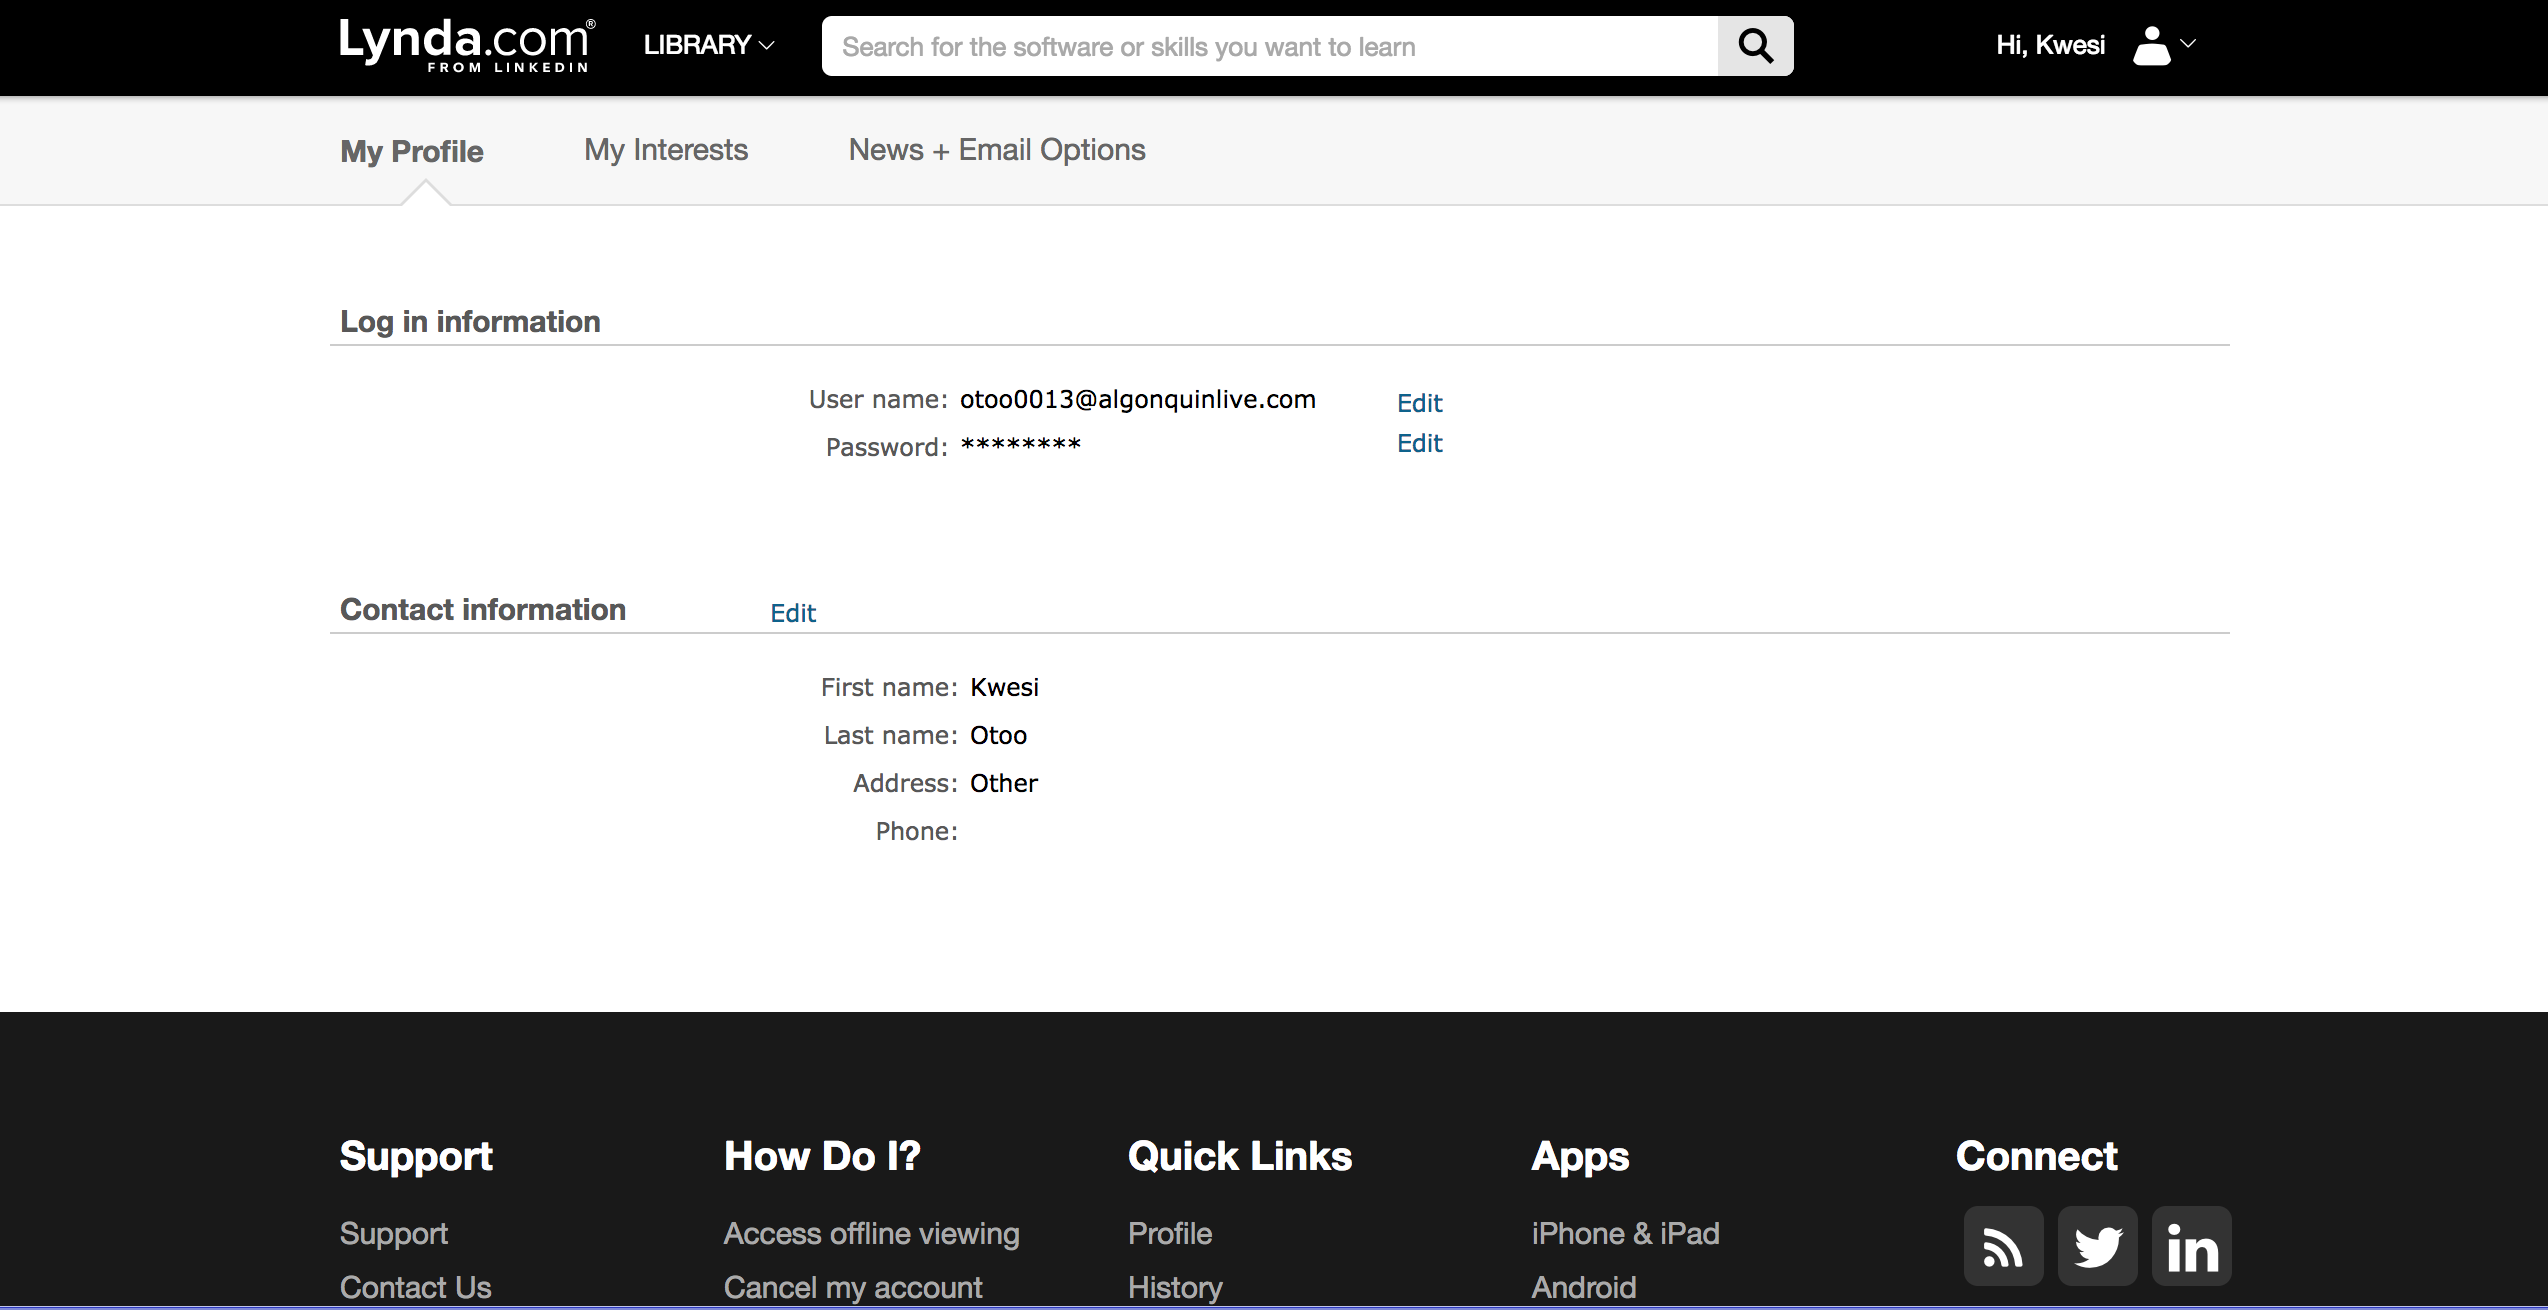 Lynda.com®
FROM LINKEDIN
LIBRARY
Search for the software or skills you want to learn
Hi, Kwesi
My Profile
My Interests
News + Email Options
Log in information
User name: otoo0013@algonquinlive.com Edit
Password: ******** Edit
Contact information Edit
First name: Kwesi
Last name: Otoo
Address: Other
Phone:
Support
Support
Contact Us
How Do I?
Access offline viewing
Cancel my account
Quick Links
Profile
History
Apps
iPhone & iPad
Android
Connect
in